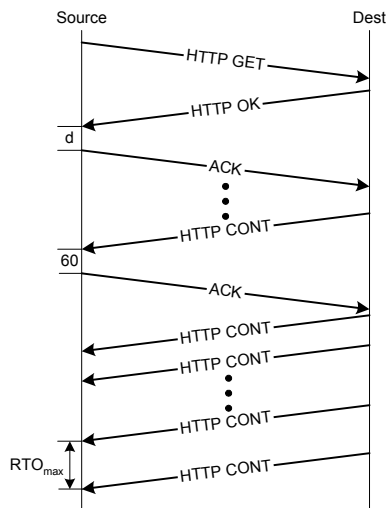 Source
Dest
HTTP GET
HTTP OK
d
ACK
HTTP CONT
60
ACK
HTTP CONT
HTTP CONT
HTTP CONT
RTOmax
HTTP CONT